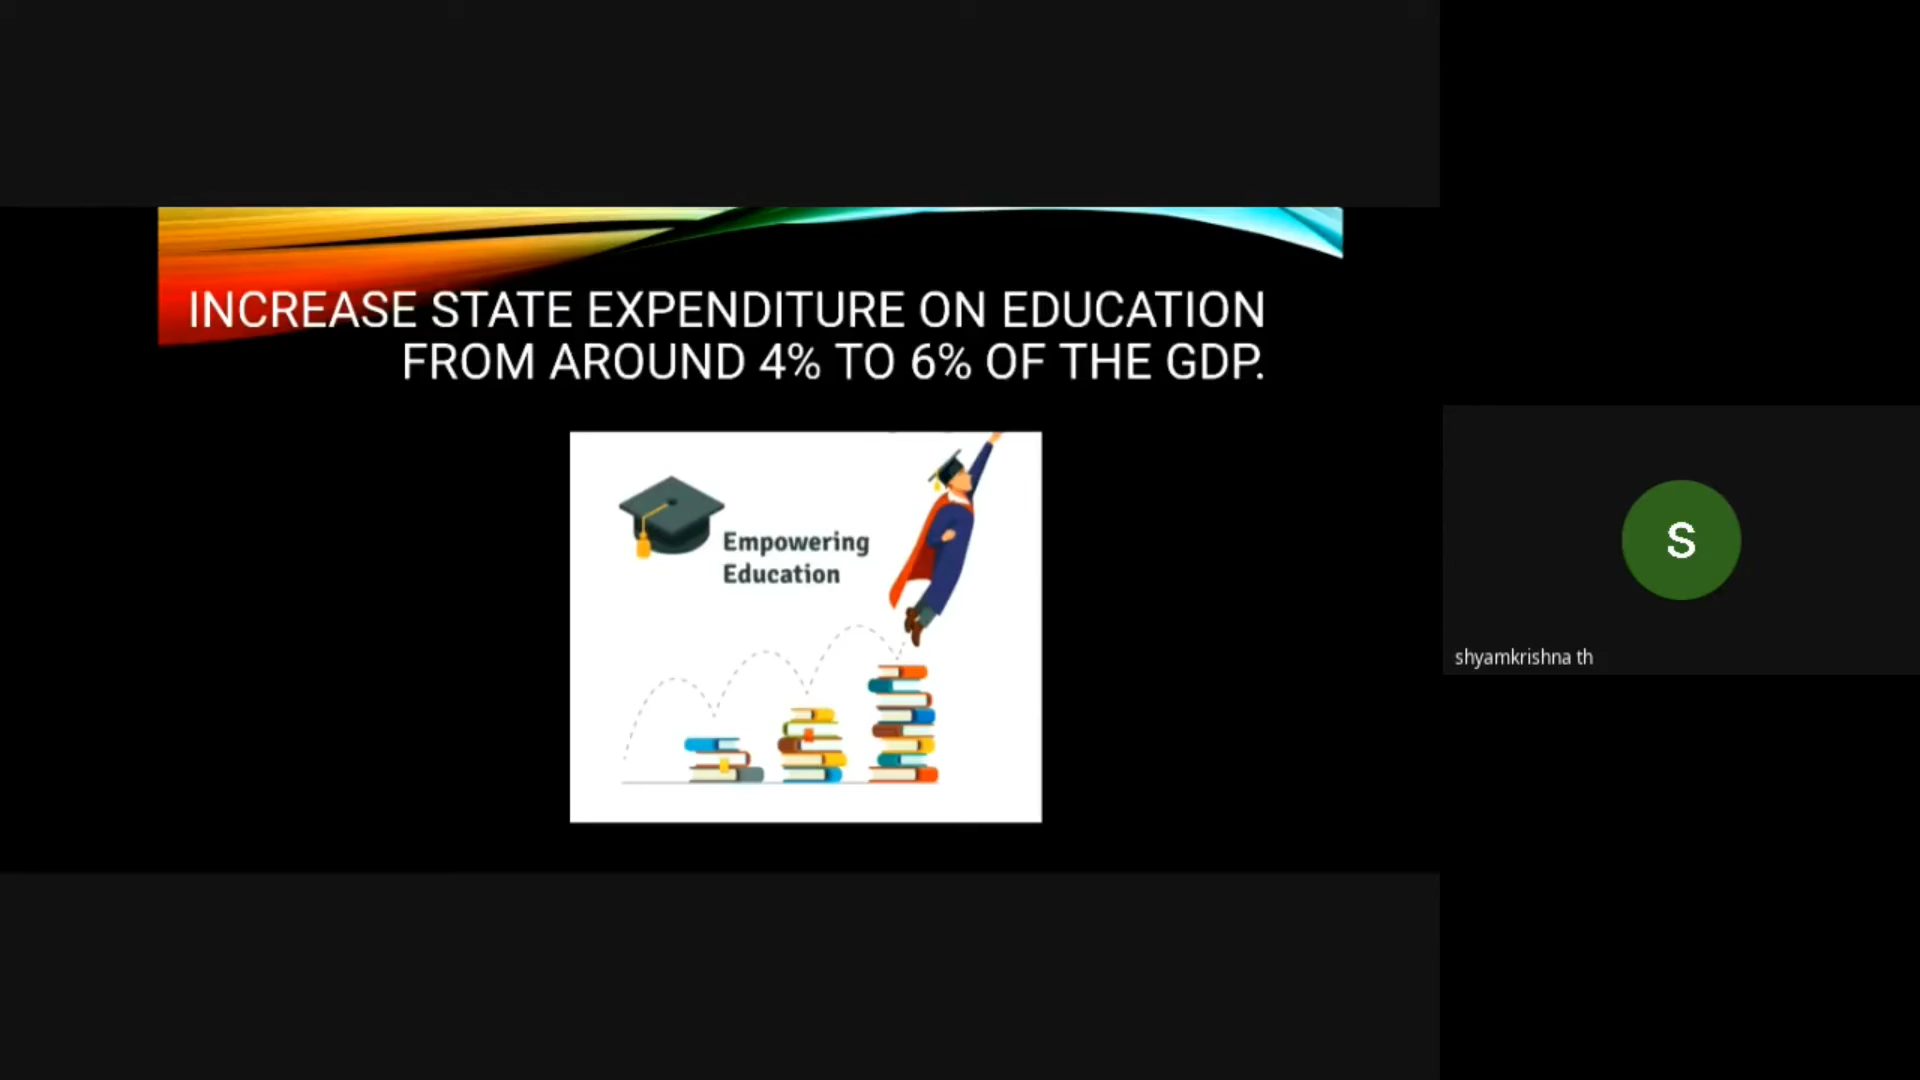 INCREASE STATE EXPENDITURE ON EDUCATION
FROM AROUND 4% TO 6% OF THE GDP.
Empowering
Education
S
shyamkrishna th